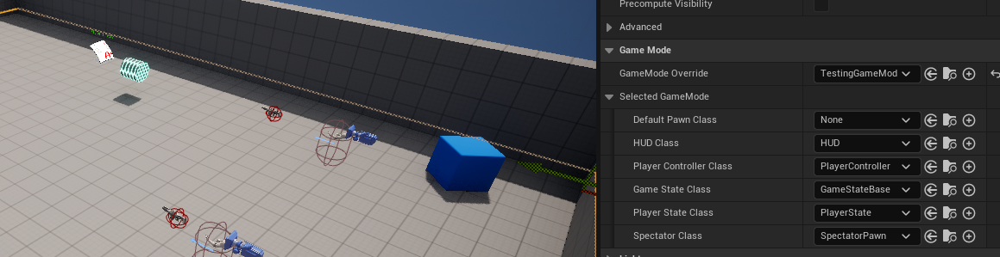 Precompute Visibility
Advanced
Game Mode
GameMode Override TestingGameMod
Selected GameMode
Default Pawn Class None
HUD Class HUD
Player Controller Class PlayerController
Game State Class GameStateBase
Player State Class PlayerState
Spectator Class SpectatorPawn